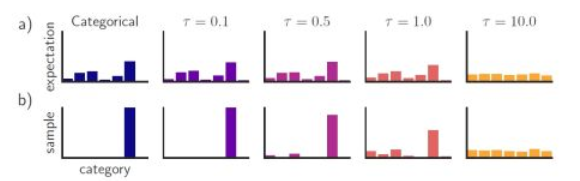 a) Categorical τ = 0.1 τ = 0.5 τ = 1.0 τ = 10.0
expectation
b)
sample
category